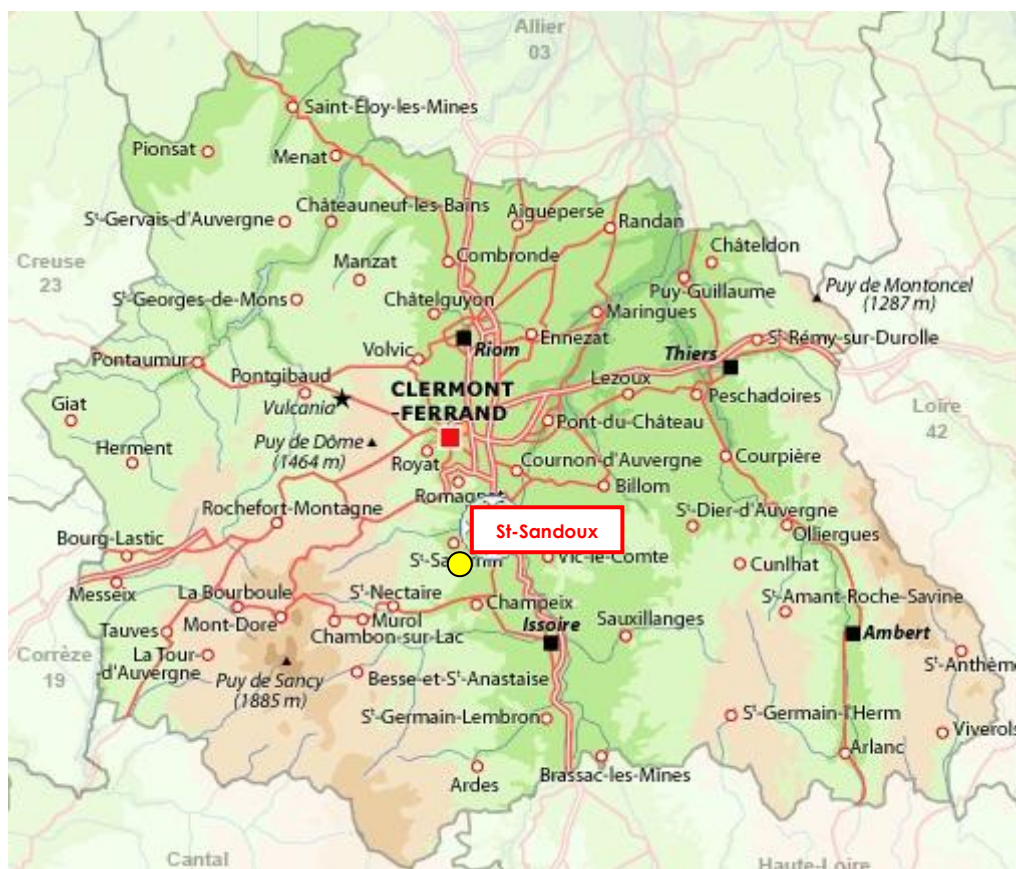 Allier
03
Saint-Éloy-les-Mines
Pionsat
Menat
Châteauneuf-les-Bains
Sᵗ-Gervais-d'Auvergne
Aigueperse
Randan
Châteldon
Combronde
Creuse
23
Manzat
Puy-Guillaume
Puy de Montoncel
(1287 m)
Sᵗ-Georges-de-Mons
Châtelguyon
Maringues
Ennezat
Sᵗ-Rémy-sur-Durolle
Riom
Volvic
Thiers
Pontaumur
Pontgibaud
Lezoux
CLERMONT
-FERRAND
Peschadoires
Giat
Vulcania
Loire
42
Pont-du-Château
Puy de Dôme
(1464 m)
Herment
Royat
Cournon-d'Auvergne
Courpière
Romagnat
Billom
Rochefort-Montagne
Sᵗ-Dier-d'Auvergne
St-Sandoux
Olliergues
Bourg-Lastic
Vic-le-Comte
Cunlhat
Messeix
La Bourboule
Sᵗ-Nectaire
Champeix
Sᵗ-Amant-Roche-Savine
Mont-Dore
Murol
Sauxillanges
Tauves
Chambon-sur-Lac
Issoire
Ambert
Corrèze
19
La Tour-
-d'Auvergne
Puy de Sancy
(1885 m)
Besse-et-Sᵗ-Anastaise
Sᵗ-Anthème
Sᵗ-Germain-Lembron
Sᵗ-Germain-l'Herm
Viverols
Arlanc
Ardes
Brassac-les-Mines
Cantal
Haute-Loire